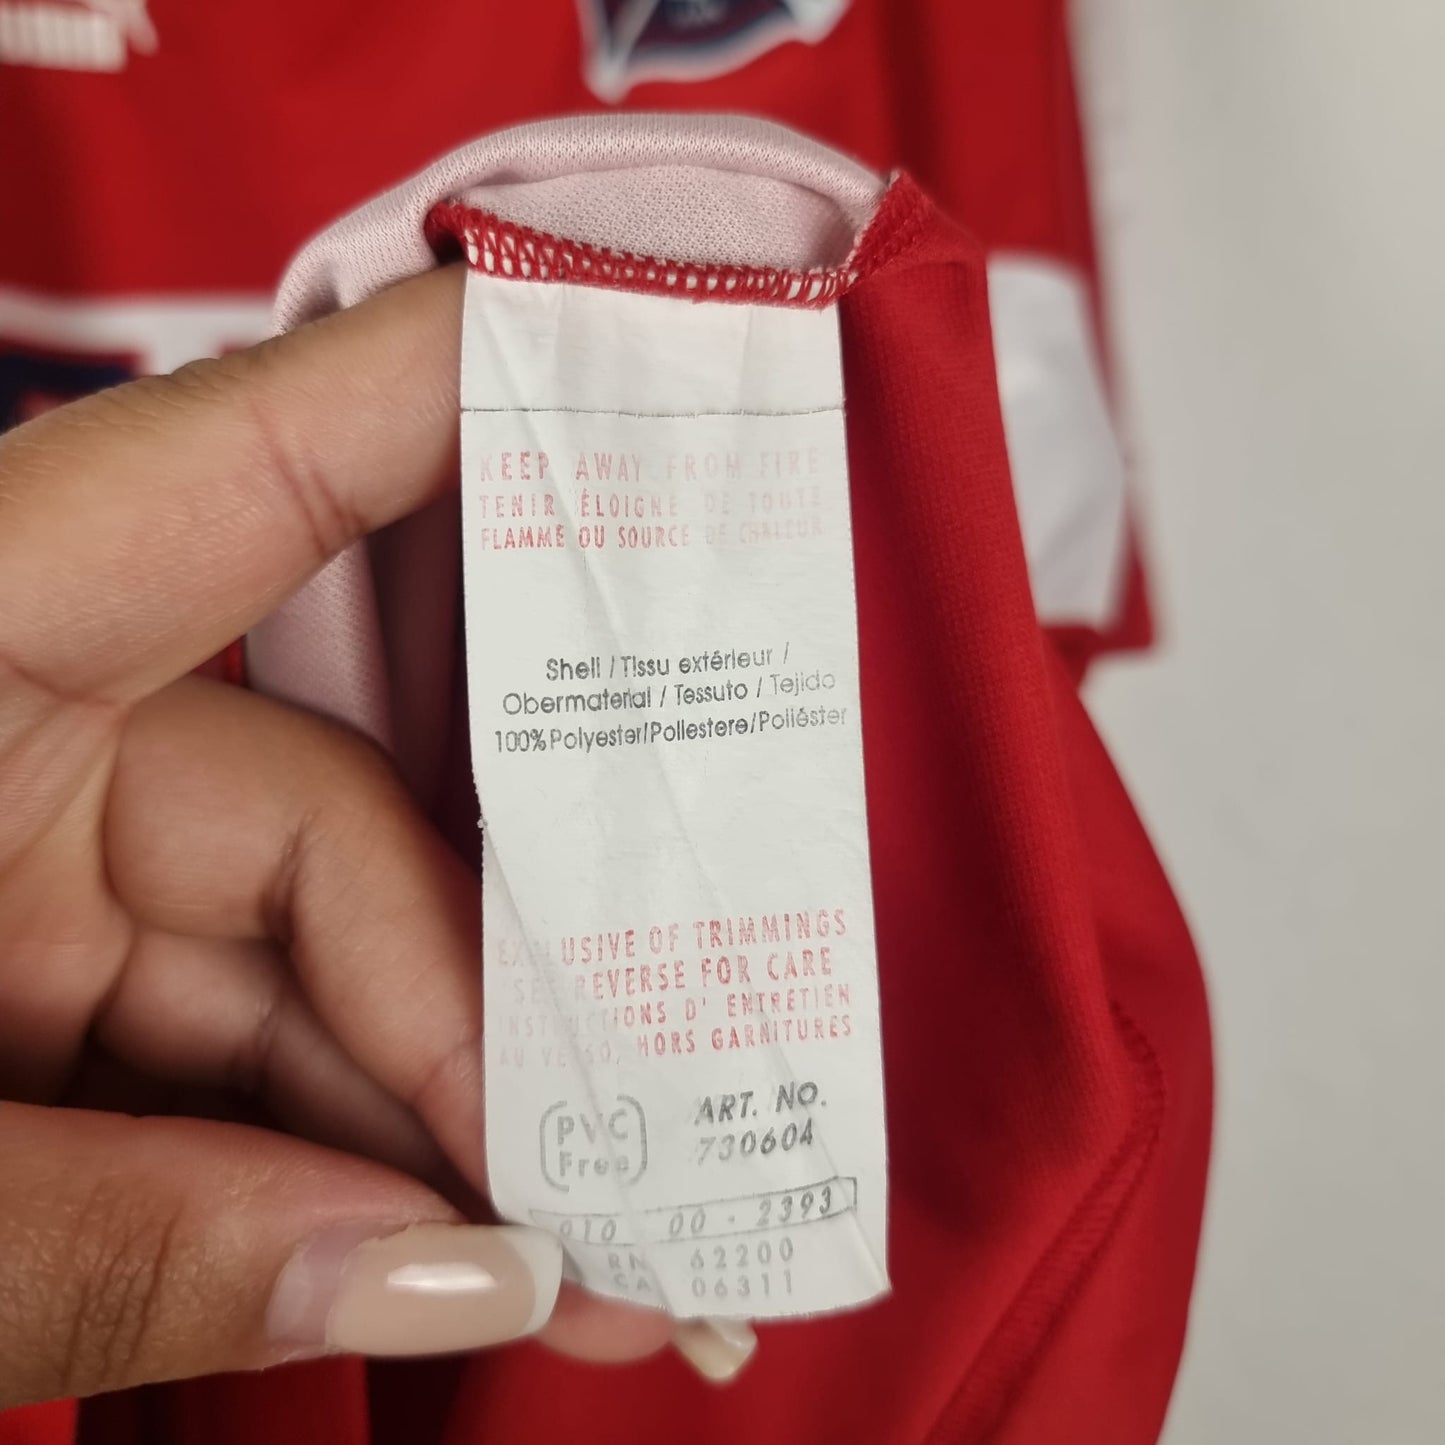 KEEP AWAY FROM FIRE
TENIR ÉLOIGNÉ DE TOUTE
FLAMME OU SOURCE DE CHALEUR
Shell / Tissu extérieur /
Obermaterial / Tessuto / Tejido
100% Polyester/Poliestere/Poliéster
EXCLUSIVE OF TRIMMINGS
SEE REVERSE FOR CARE
INSTRUCTIONS D' ENTRETIEN
AU VERSO, HORS GARNITURES
PVC
Free
ART. NO.
730604
010 00 - 2393
RN 62200
CA 06311